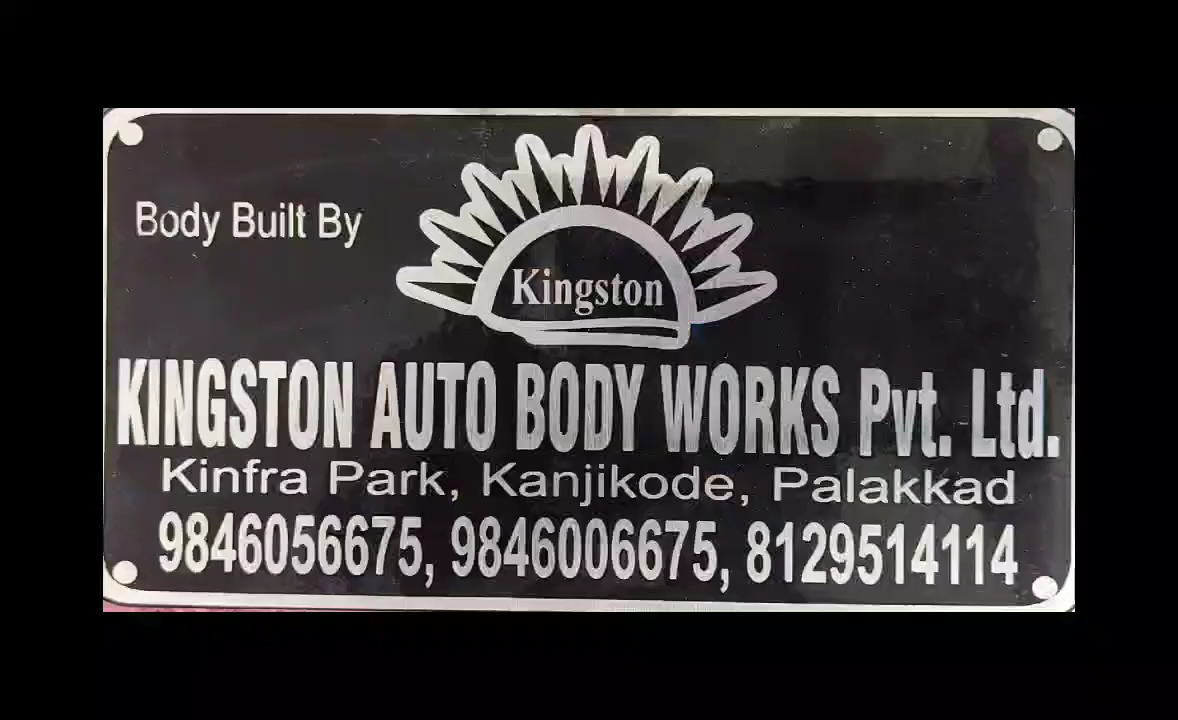 Body Built By
Kingston
KINGSTON AUTO BODY WORKS Pvt. Ltd.
Kinfra Park, Kanjikode, Palakkad
9846056675, 9846006675, 8129514114